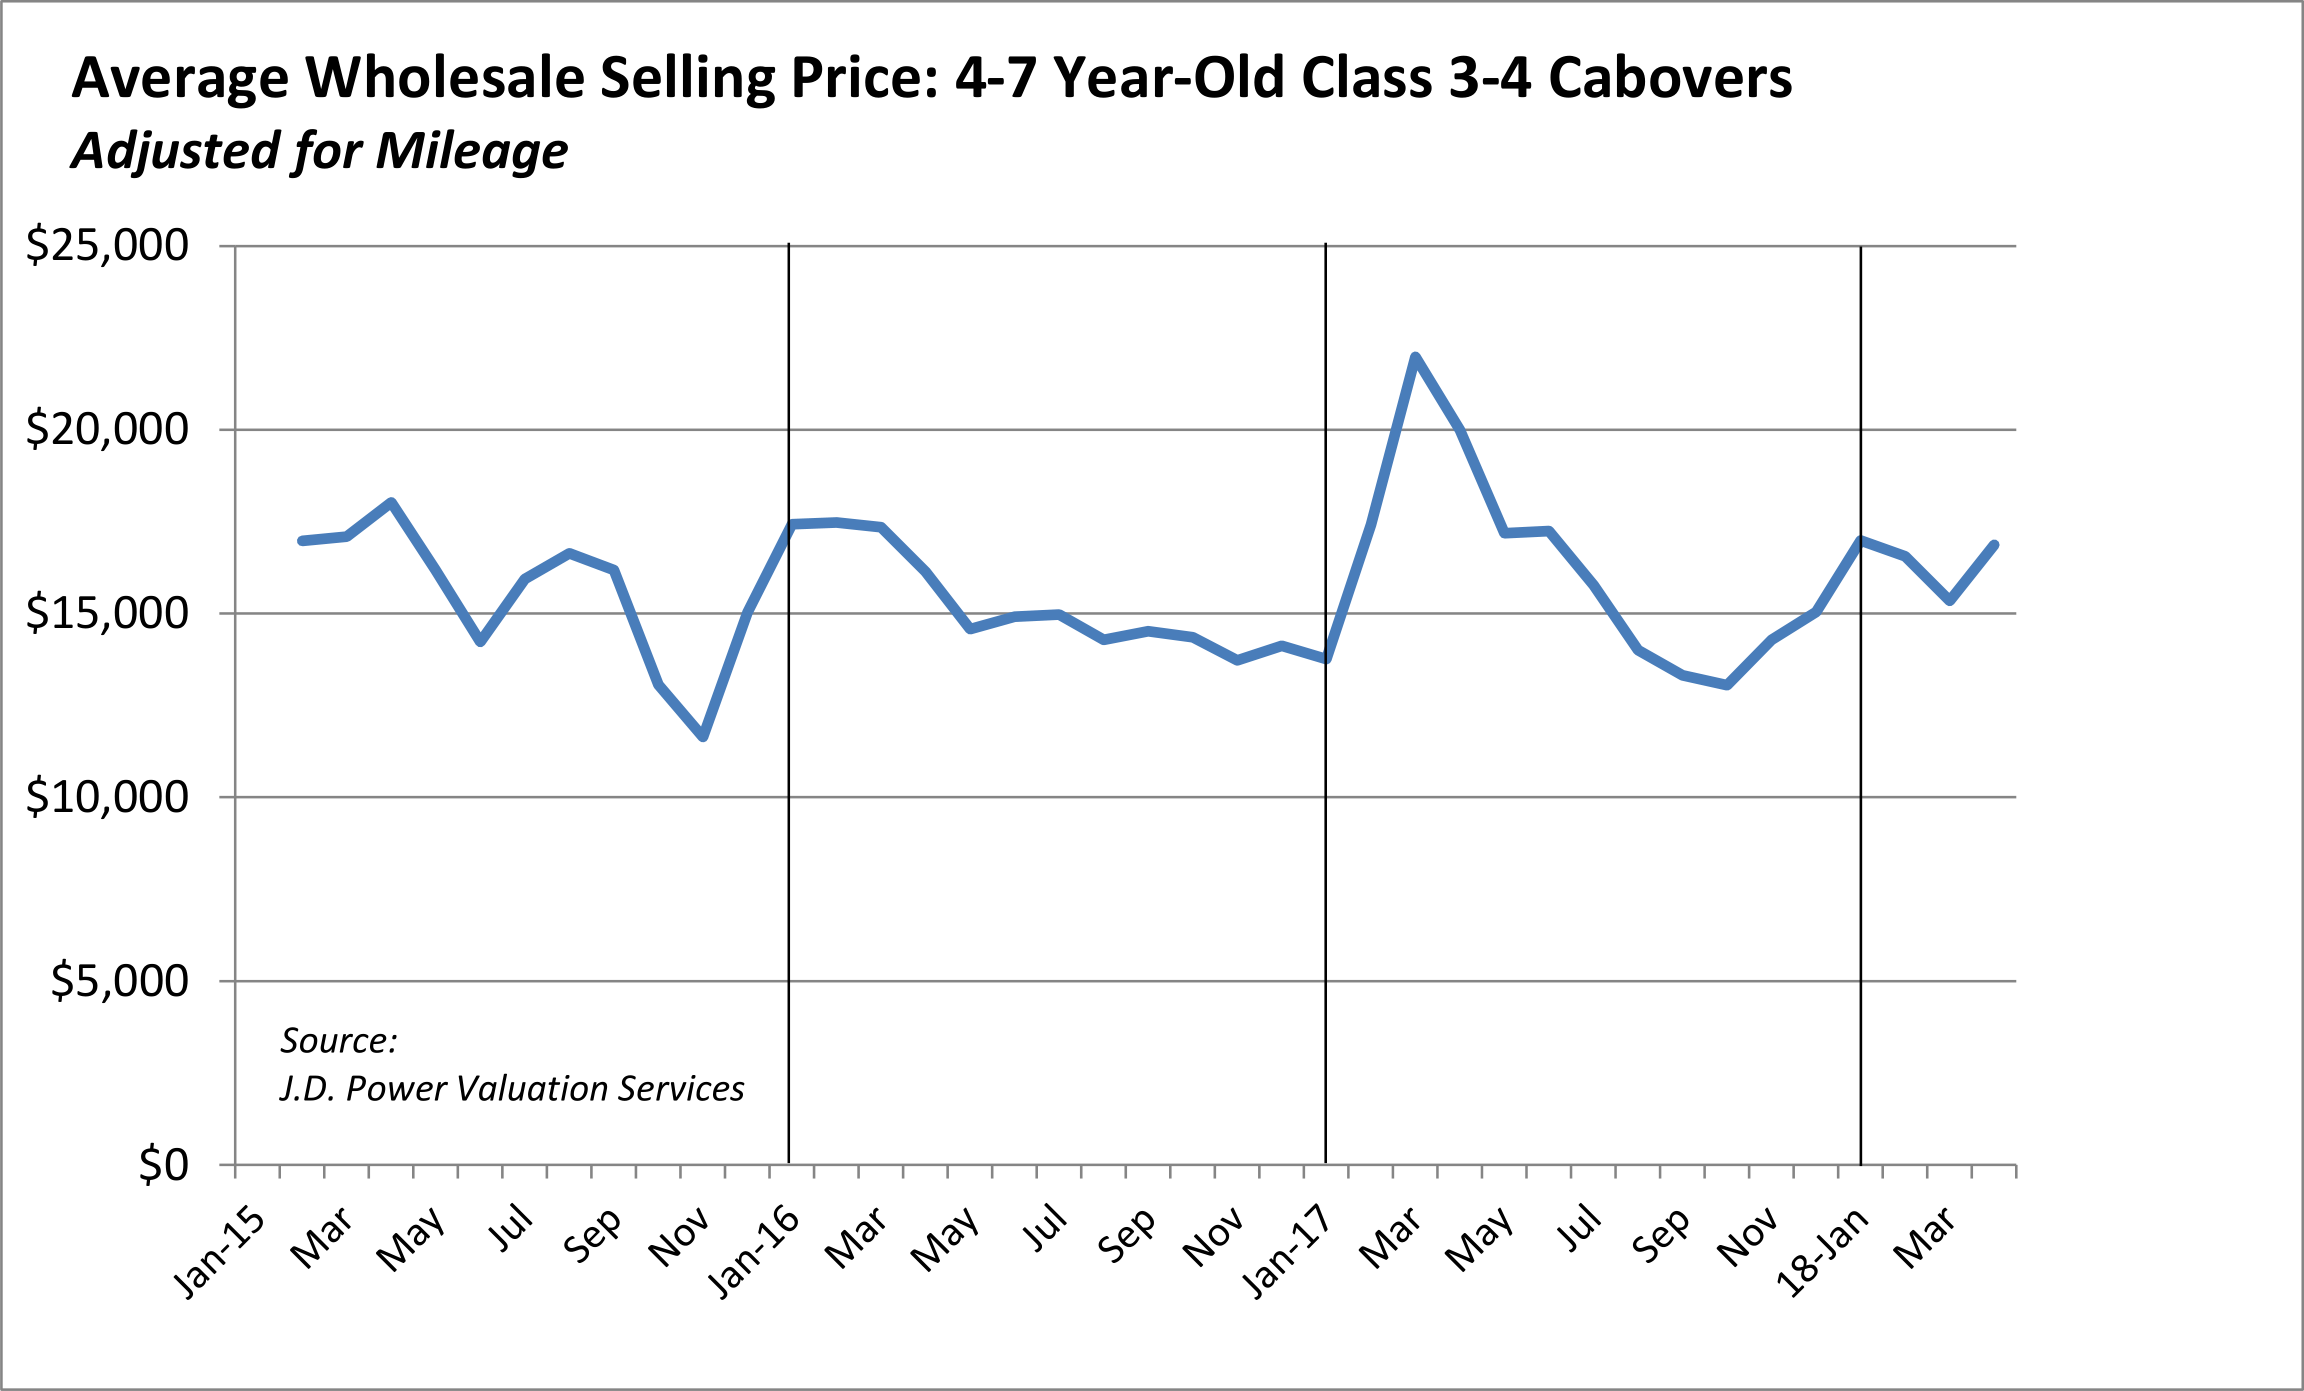 Average Wholesale Selling Price: 4-7 Year-Old Class 3-4 Cabovers
Adjusted for Mileage
$25,000
$20,000
$15,000
$10,000
$5,000
$0
Source:
J.D. Power Valuation Services
Jan-15
Mar
May
Jul
Sep
Nov
Jan-16
Mar
May
Jul
Sep
Nov
Jan-17
Mar
May
Jul
Sep
Nov
18-Jan
Mar